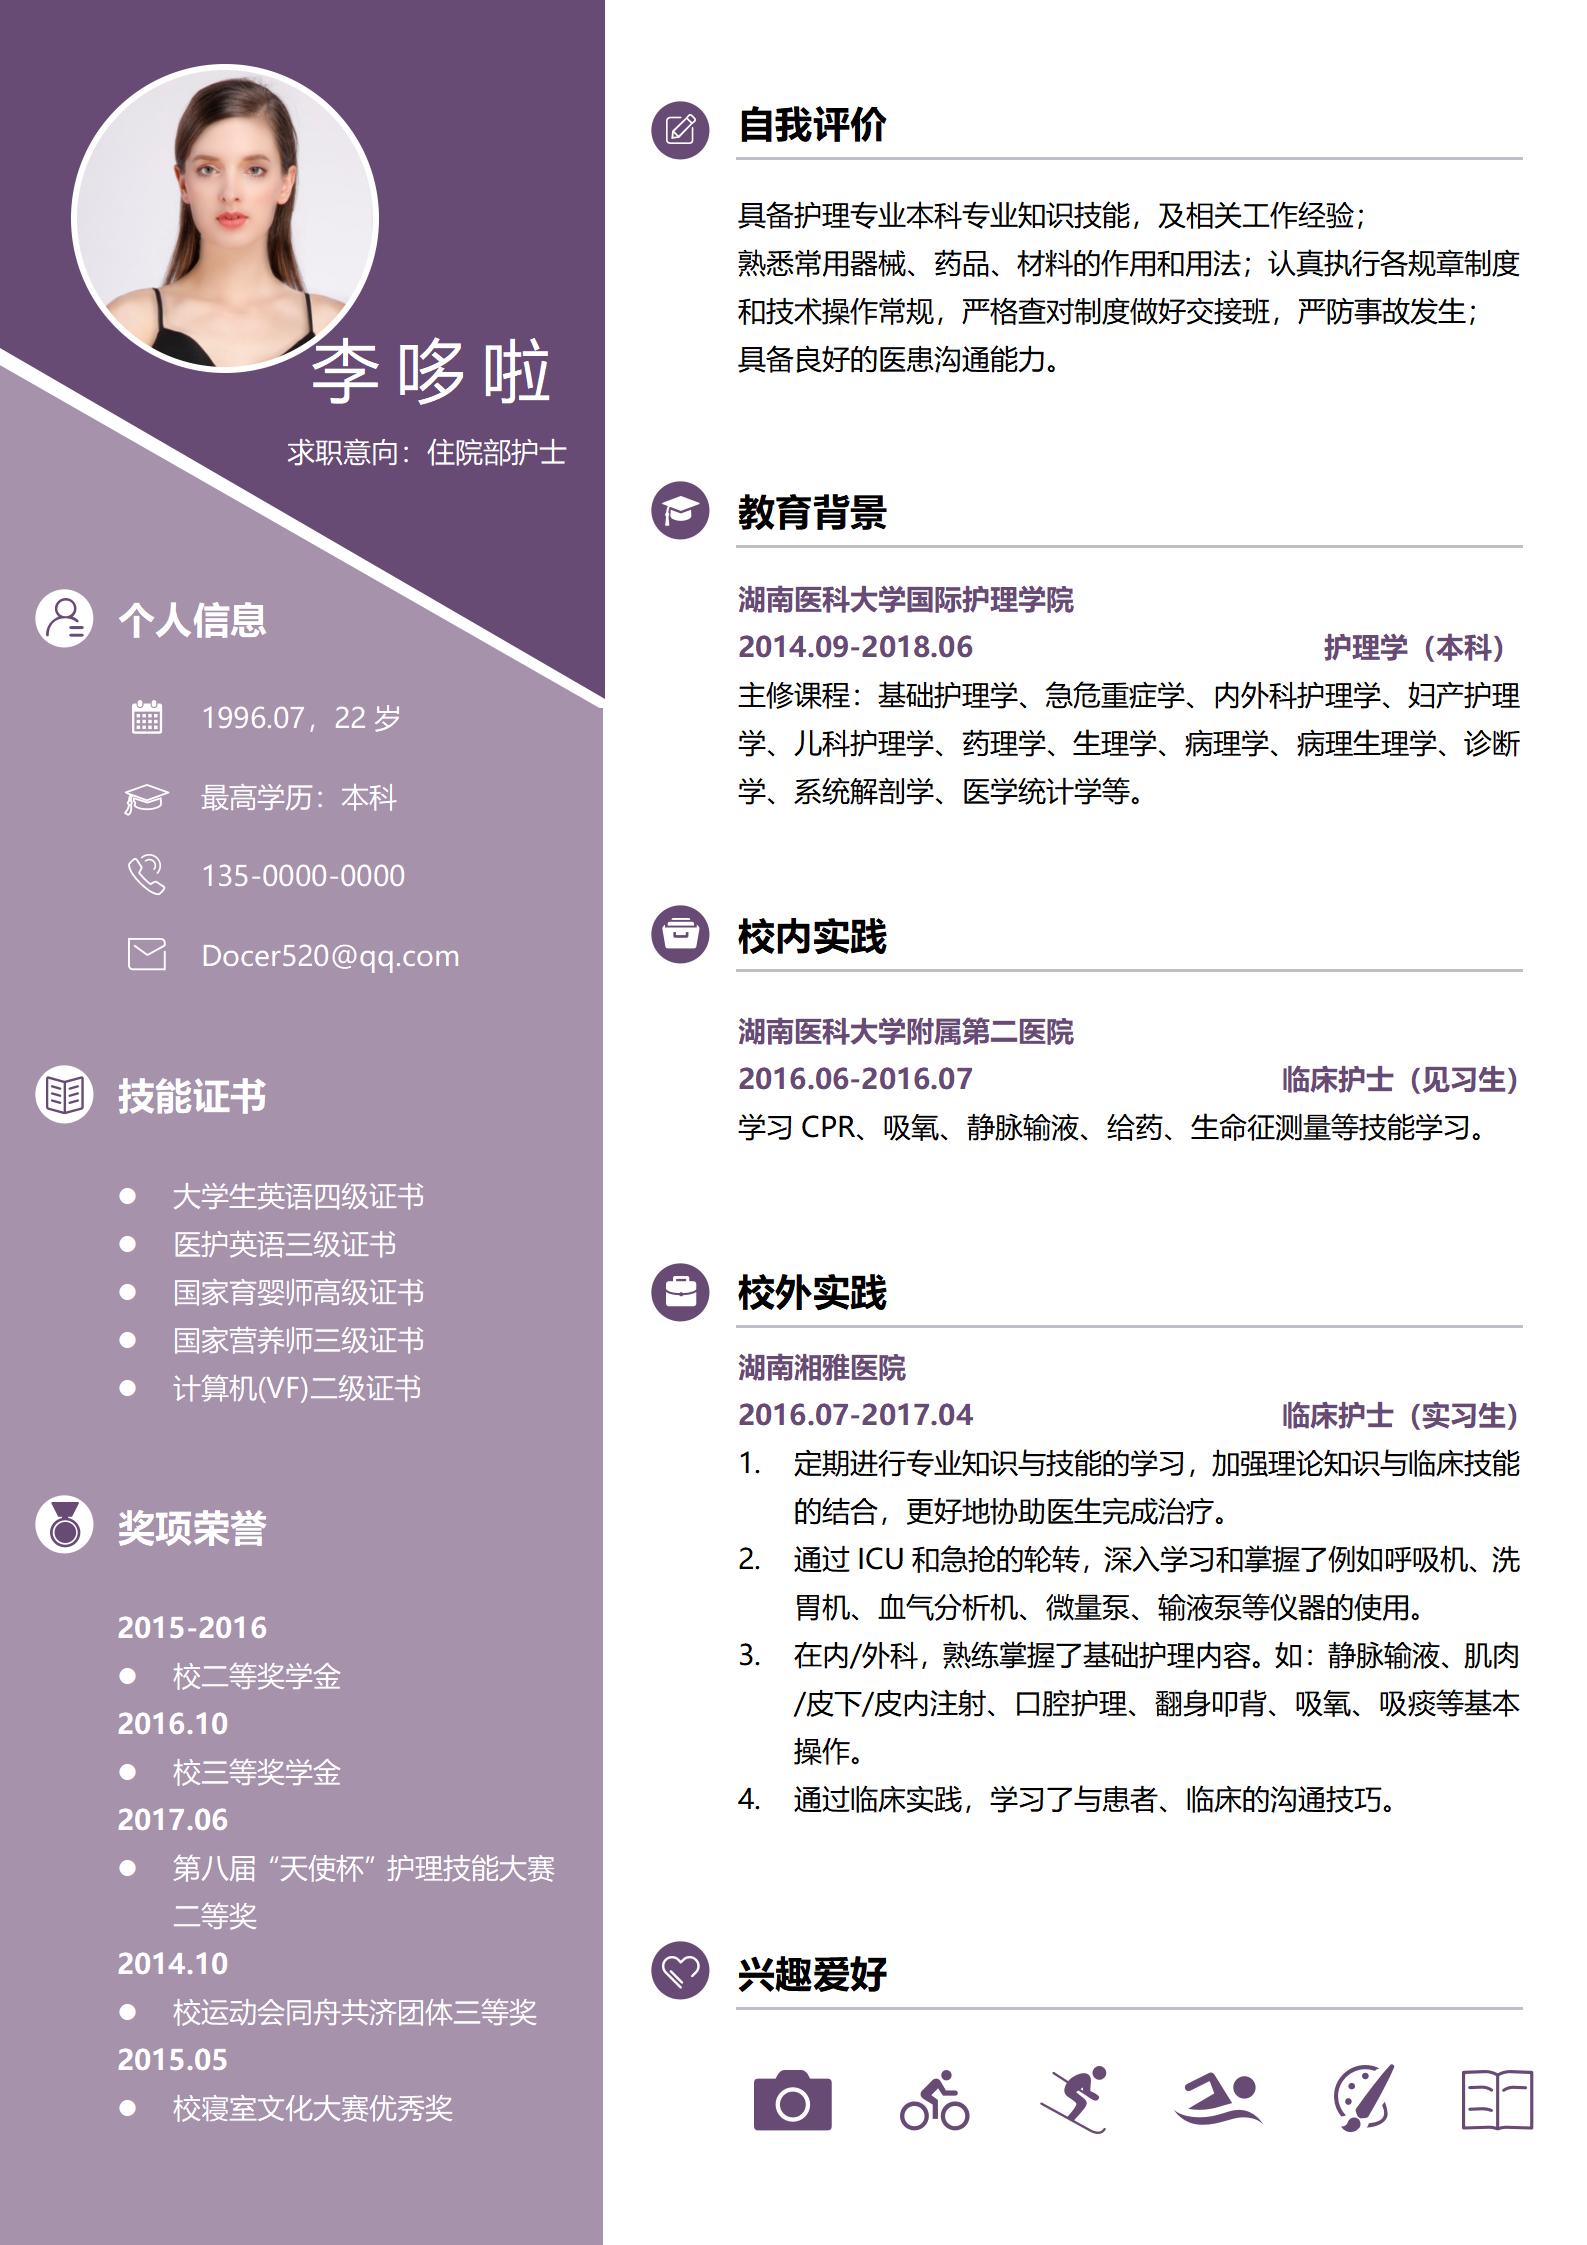 李哆啦
求职意向：住院部护士
个人信息
1996.07，22 岁
最高学历：本科
135-0000-0000
Docer520@qq.com
技能证书
● 大学生英语四级证书
● 医护英语三级证书
● 国家育婴师高级证书
● 国家营养师三级证书
● 计算机(VF)二级证书
奖项荣誉
2015-2016
● 校二等奖学金
2016.10
● 校三等奖学金
2017.06
● 第八届“天使杯”护理技能大赛
二等奖
2014.10
● 校运动会同舟共济团体三等奖
2015.05
● 校寝室文化大赛优秀奖
自我评价
具备护理专业本科专业知识技能，及相关工作经验；
熟悉常用器械、药品、材料的作用和用法；认真执行各规章制度
和技术操作常规，严格查对制度做好交接班，严防事故发生；
具备良好的医患沟通能力。
教育背景
湖南医科大学国际护理学院
2014.09-2018.06 护理学（本科）
主修课程：基础护理学、急危重症学、内外科护理学、妇产护理
学、儿科护理学、药理学、生理学、病理学、病理生理学、诊断
学、系统解剖学、医学统计学等。
校内实践
湖南医科大学附属第二医院
2016.06-2016.07 临床护士（见习生）
学习 CPR、吸氧、静脉输液、给药、生命征测量等技能学习。
校外实践
湖南湘雅医院
2016.07-2017.04 临床护士（实习生）
1. 定期进行专业知识与技能的学习，加强理论知识与临床技能
的结合，更好地协助医生完成治疗。
2. 通过 ICU 和急抢的轮转，深入学习和掌握了例如呼吸机、洗
胃机、血气分析机、微量泵、输液泵等仪器的使用。
3. 在内/外科，熟练掌握了基础护理内容。如：静脉输液、肌肉
/皮下/皮内注射、口腔护理、翻身叩背、吸氧、吸痰等基本
操作。
4. 通过临床实践，学习了与患者、临床的沟通技巧。
兴趣爱好